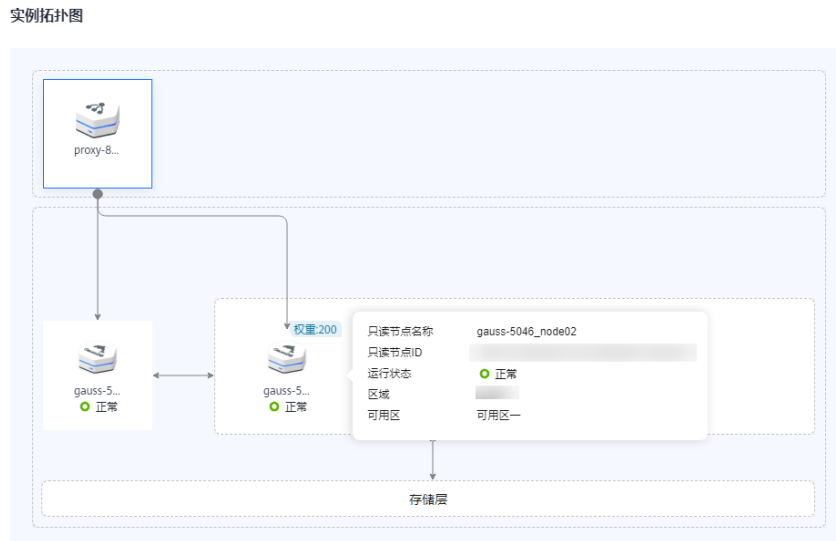 实例拓扑图
proxy-8...
权重:200
gauss-5...
正常
gauss-5...
正常
只读节点名称 gauss-5046_node02
只读节点ID
运行状态 正常
区域
可用区 可用区一
存储层